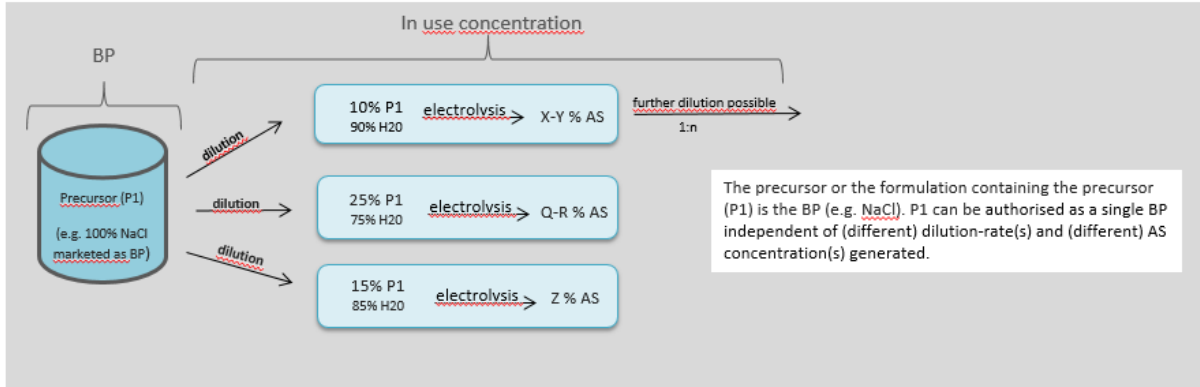 In use concentration
BP
Precursor (P1)
(e.g. 100% NaCl
marketed as BP)
dilution
10% P1
90% H20
electrolysis
X-Y % AS
further dilution possible
1:n
dilution
25% P1
75% H20
electrolysis
Q-R % AS
dilution
15% P1
85% H20
electrolysis
Z % AS
The precursor or the formulation containing the precursor
(P1) is the BP (e.g. NaCl). P1 can be authorised as a single BP
independent of (different) dilution-rate(s) and (different) AS
concentration(s) generated.